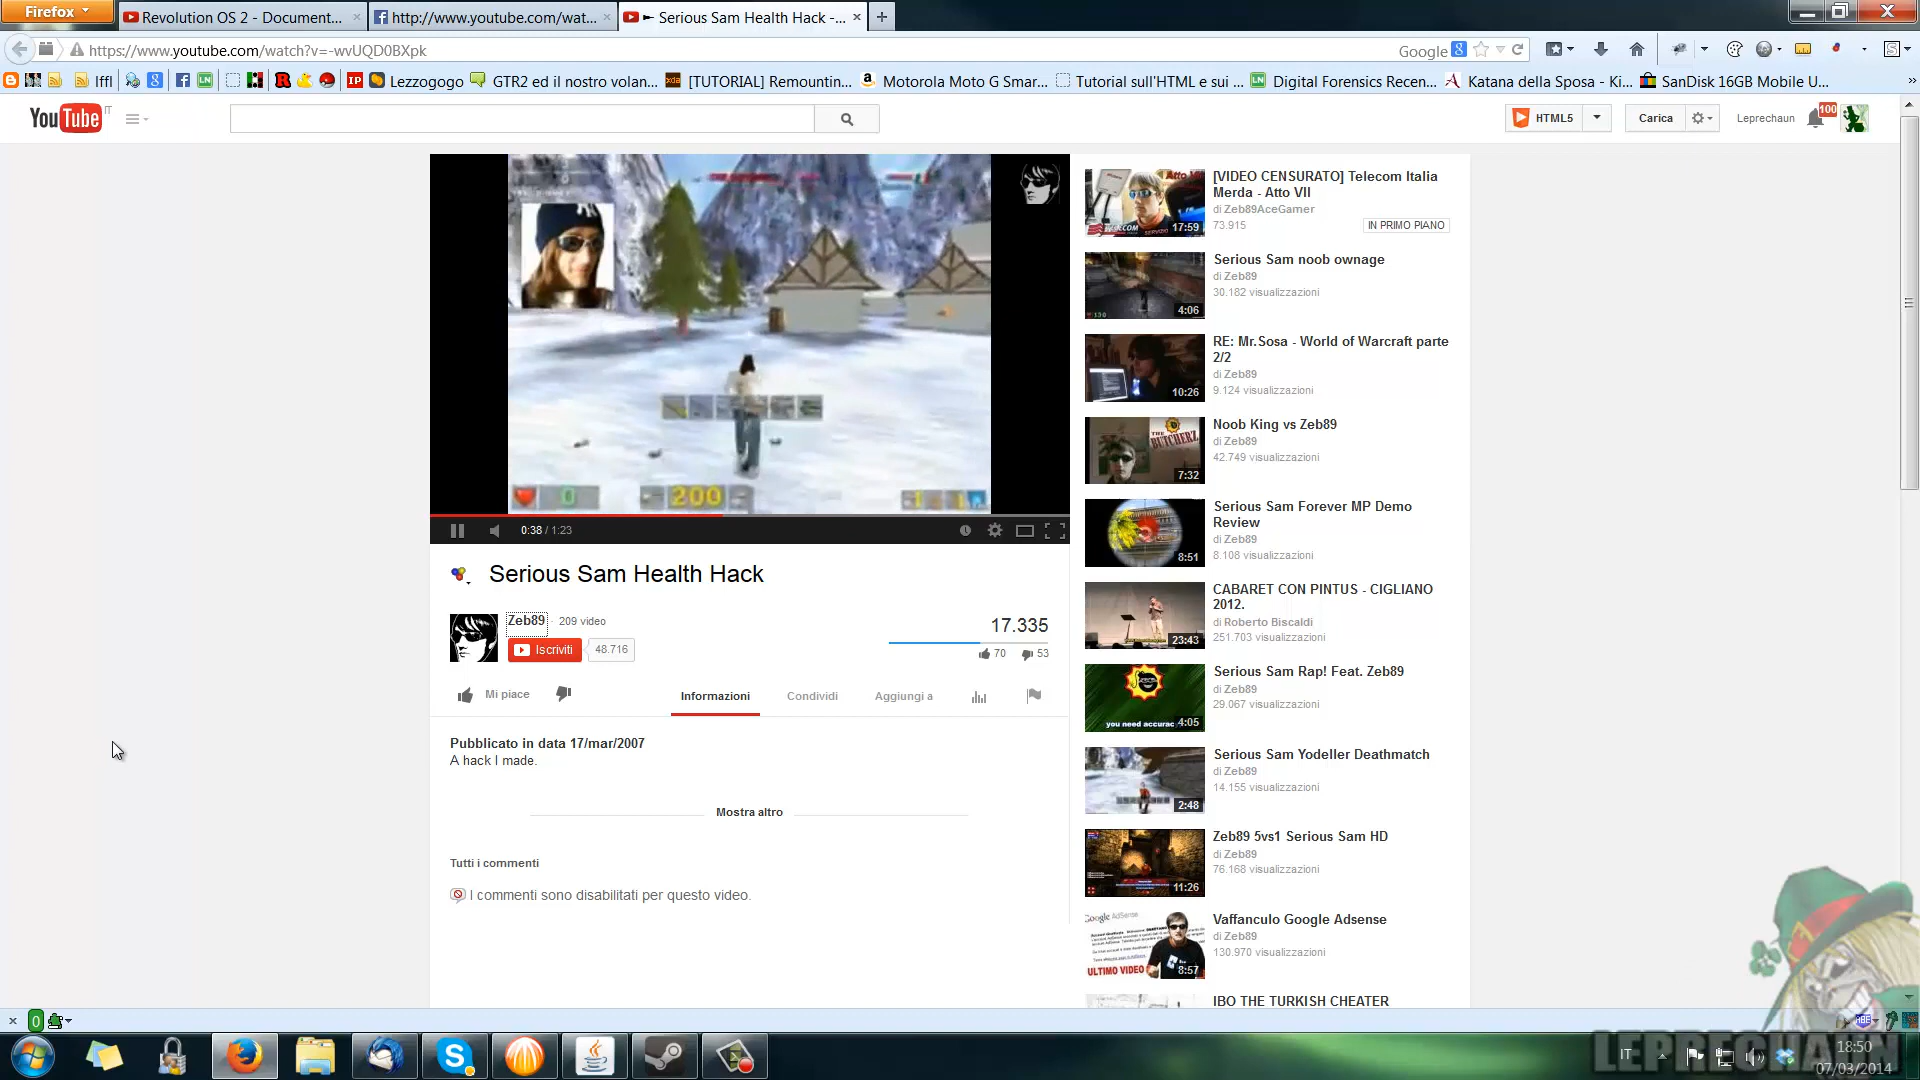 Firefox
Revolution OS 2 - Document...
http://www.youtube.com/wat...
Serious Sam Health Hack -...
https://www.youtube.com/watch?v=-wvUQD0BXpk
Google
Iffl
Lezzogogo
GTR2 ed il nostro volan...
[TUTORIAL] Remountin...
Motorola Moto G Smar...
Tutorial sull'HTML e sui ...
Digital Forensics Recen...
Katana della Sposa - Ki...
SanDisk 16GB Mobile U...
YouTube IT
HTML5
Carica
Leprechaun
100
0
200
0:38 / 1:23
Serious Sam Health Hack
Zeb89 · 209 video
Iscriviti 48.716
17.335
70 53
Mi piace
Informazioni
Condividi
Aggiungi a
Pubblicato in data 17/mar/2007
A hack I made.
Mostra altro
Tutti i commenti
I commenti sono disabilitati per questo video.
17:59
[VIDEO CENSURATO] Telecom Italia
Merda - Atto VII
di Zeb89AceGamer
73.915
IN PRIMO PIANO
4:06
Serious Sam noob ownage
di Zeb89
30.182 visualizzazioni
10:26
RE: Mr.Sosa - World of Warcraft parte
2/2
di Zeb89
9.124 visualizzazioni
THE BUTCHERZ
7:32
Noob King vs Zeb89
di Zeb89
42.749 visualizzazioni
8:51
Serious Sam Forever MP Demo
Review
di Zeb89
8.108 visualizzazioni
23:43
CABARET CON PINTUS - CIGLIANO
2012.
di Roberto Biscaldi
251.703 visualizzazioni
you need accurac
4:05
Serious Sam Rap! Feat. Zeb89
di Zeb89
29.067 visualizzazioni
2:48
Serious Sam Yodeller Deathmatch
di Zeb89
14.155 visualizzazioni
11:26
Zeb89 5vs1 Serious Sam HD
di Zeb89
76.168 visualizzazioni
Google AdSense
ULTIMO VIDEO
8:57
Vaffanculo Google Adsense
di Zeb89
130.970 visualizzazioni
IBO THE TURKISH CHEATER
0
ABE
LEPRECHAUN
IT
18:50
07/03/2014